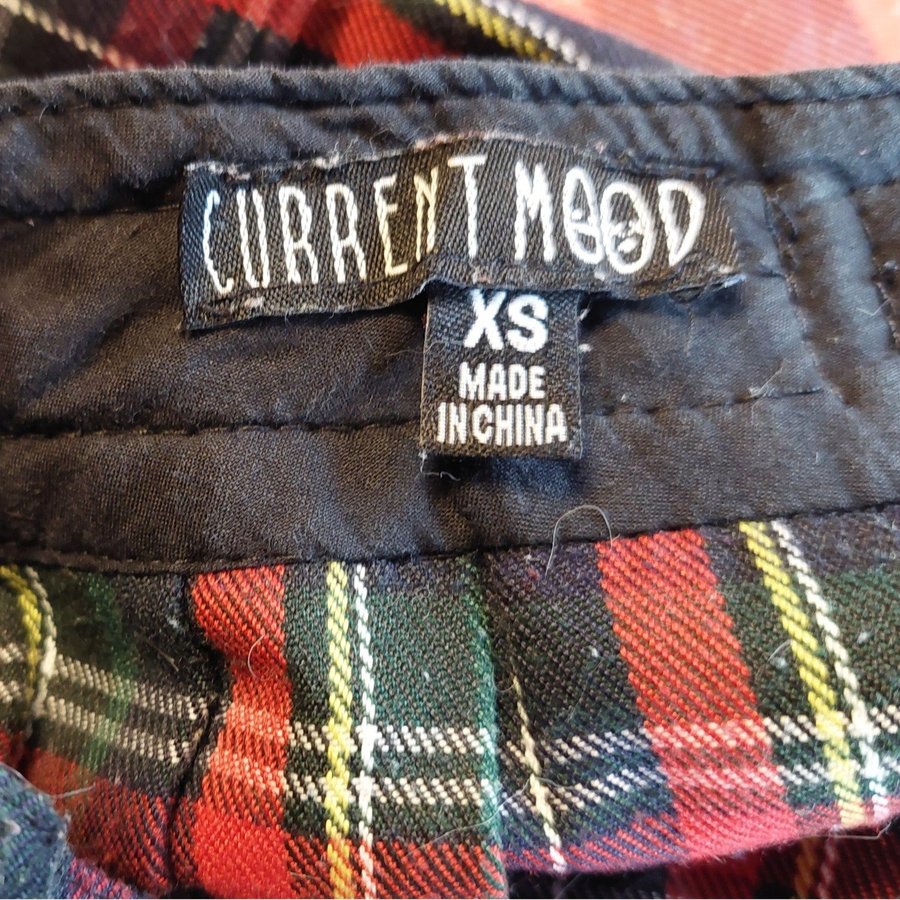 CURRENT MOOD
XS
MADE
IN CHINA